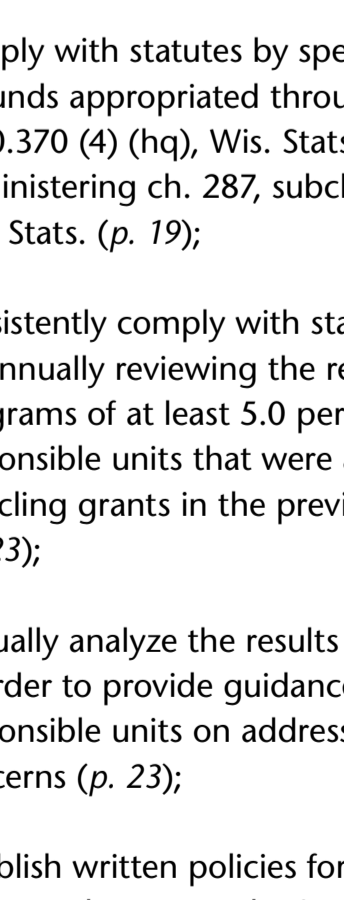 ply with statutes by spe
unds appropriated throu
0.370 (4) (hq), Wis. Stats
inistering ch. 287, subch
Stats. (p. 19);
sistently comply with sta
nnually reviewing the re
grams of at least 5.0 per
onsible units that were
cling grants in the previ
23);
ually analyze the results
rder to provide guidance
onsible units on address
cerns (p. 23);
blish written policies for